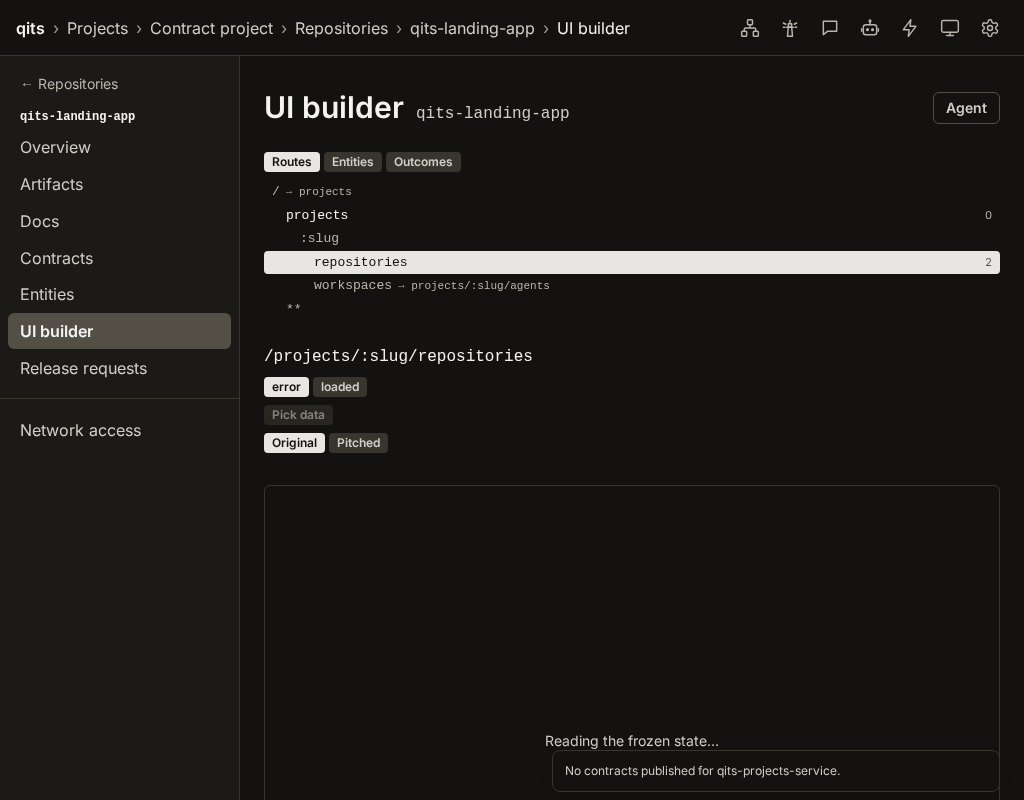 qits › Projects › Contract project › Repositories › qits-landing-app › UI builder
← Repositories
qits-landing-app
Overview
Artifacts
Docs
Contracts
Entities
UI builder
Release requests
Network access
UI builder qits-landing-app
Agent
Routes Entities Outcomes
/ → projects
projects 0
:slug
repositories 2
workspaces → projects/:slug/agents
**
/projects/:slug/repositories
error loaded
Pick data
Original Pitched
Reading the frozen state...
No contracts published for qits-projects-service.